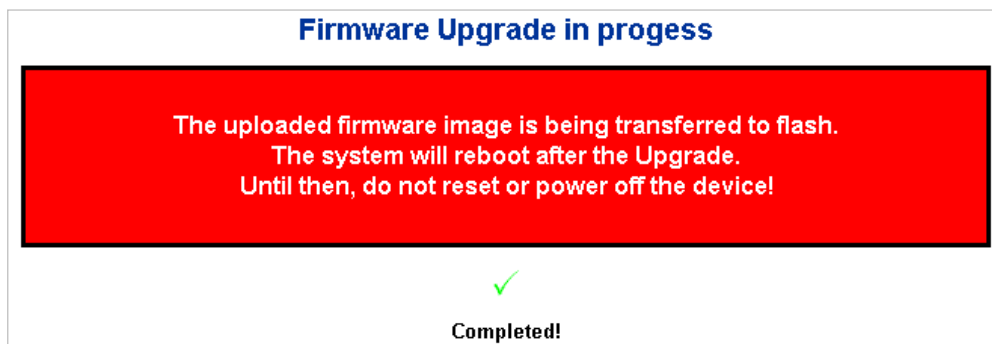 Firmware Upgrade in progess
The uploaded firmware image is being transferred to flash.
The system will reboot after the Upgrade.
Until then, do not reset or power off the device!
Completed!